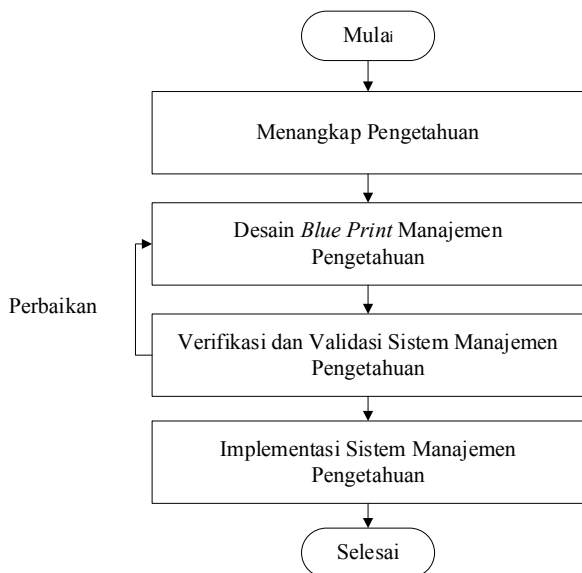 Mulai
Menangkap Pengetahuan
Desain Blue Print Manajemen
Pengetahuan
Perbaikan
Verifikasi dan Validasi Sistem Manajemen
Pengetahuan
Implementasi Sistem Manajemen
Pengetahuan
Selesai